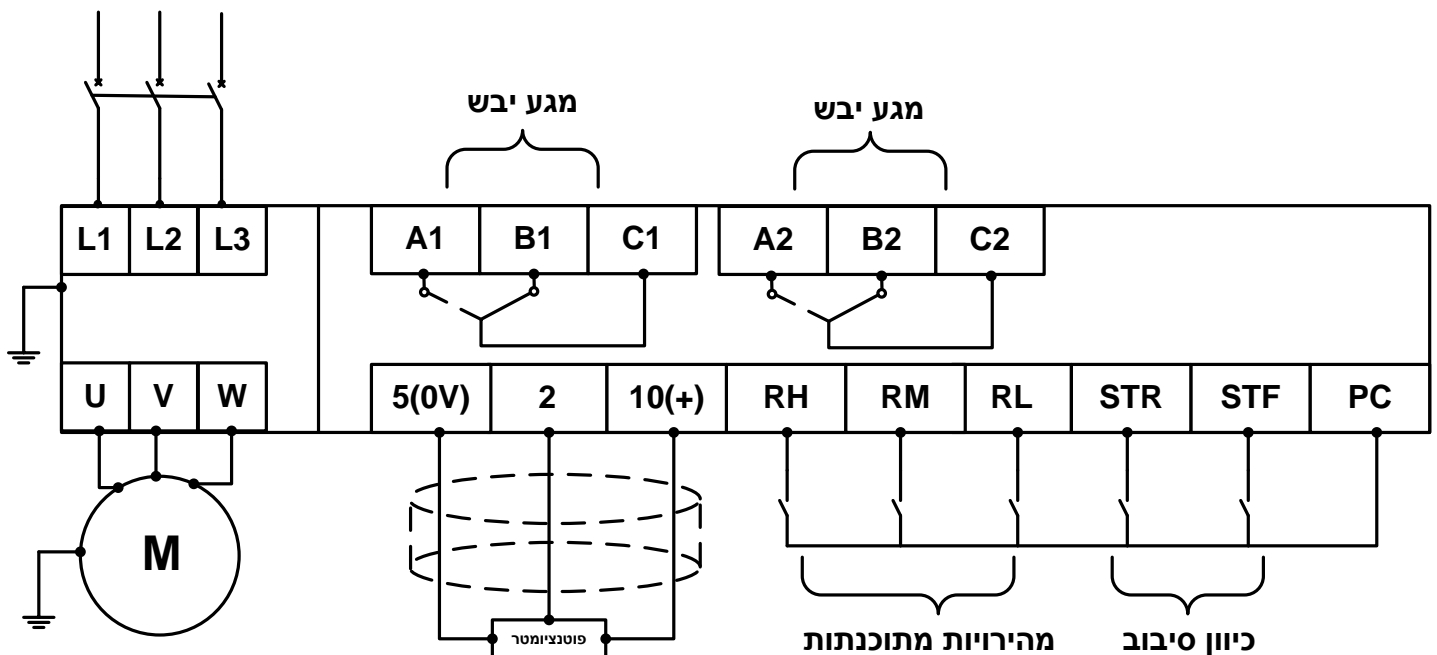 מגע יבש
מגע יבש
L1 L2 L3
A1 B1 C1
A2 B2 C2
U V W
5(0V) 2 10(+) RH RM RL STR STF PC
M
פוטנציומטר
מהירויות מתוכנתות
כיוון סיבוב